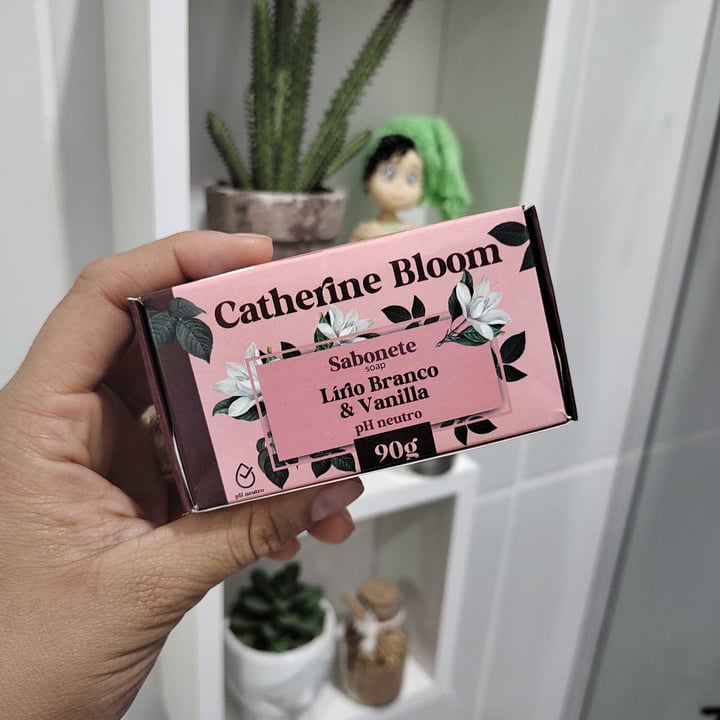 Catherine Bloom
Sabonete
soap
Lírio Branco
& Vanilla
pH neutro
90g
pH neutro